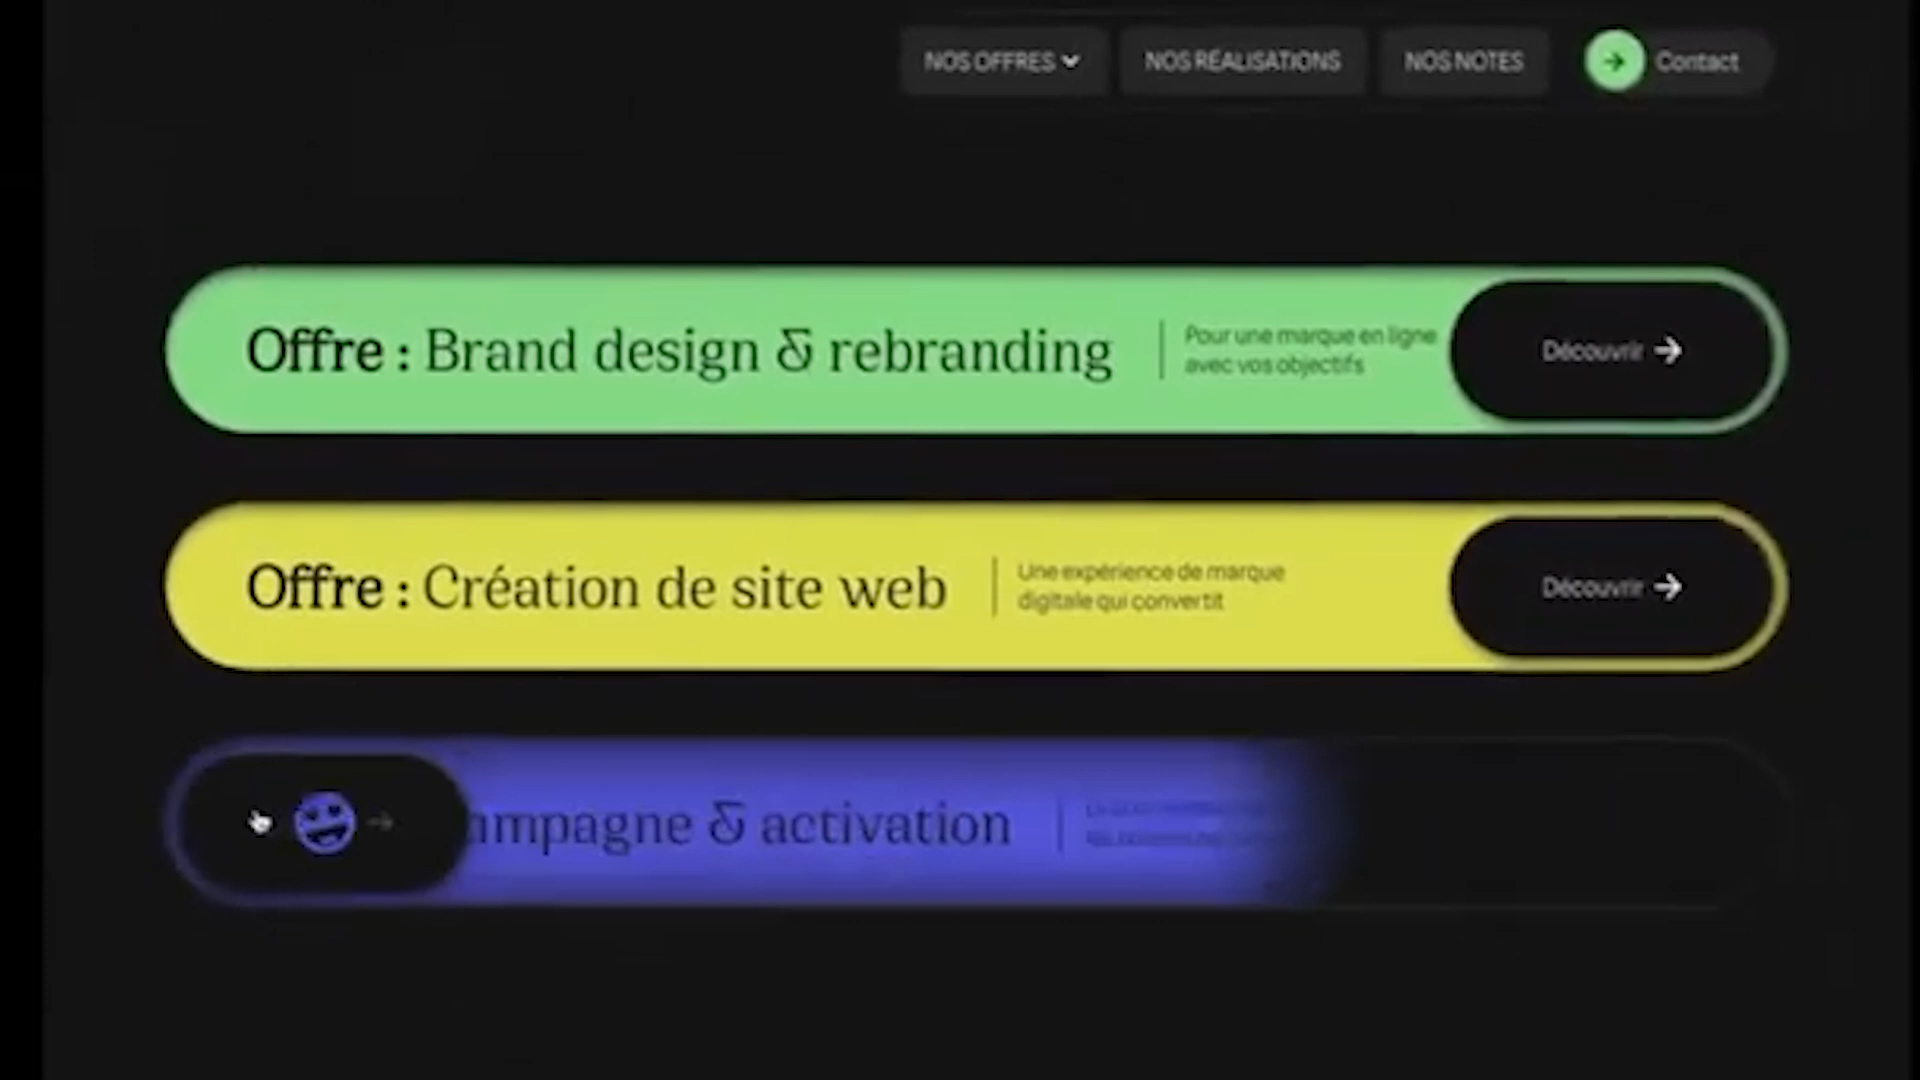 NOS OFFRES
NOS RÉALISATIONS
NOS NOTES
Contact
Offre : Brand design & rebranding
Pour une marque en ligne
avec vos objectifs
Découvrir
Offre : Création de site web
Une expérience de marque
digitale qui convertit
Découvrir
ampagne & activation